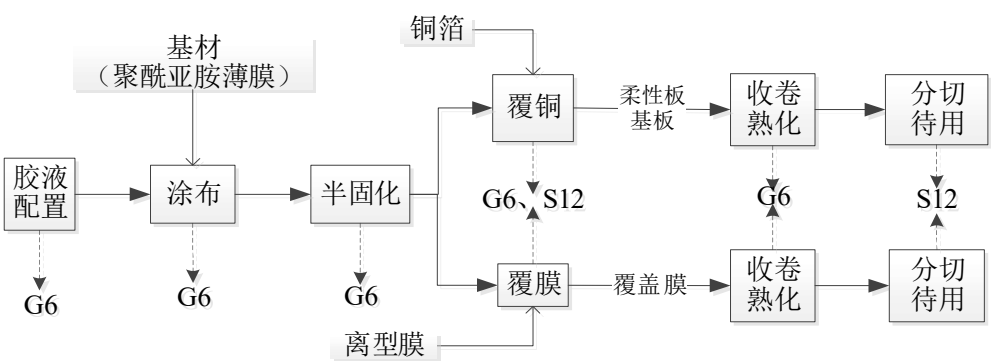 铜箔
基材
（聚酰亚胺薄膜）
胶液
配置
涂布
半固化
覆铜
柔性板
基板
收卷
熟化
分切
待用
G6、S12
G6
S12
G6
G6
G6
覆膜
覆盖膜
收卷
熟化
分切
待用
离型膜